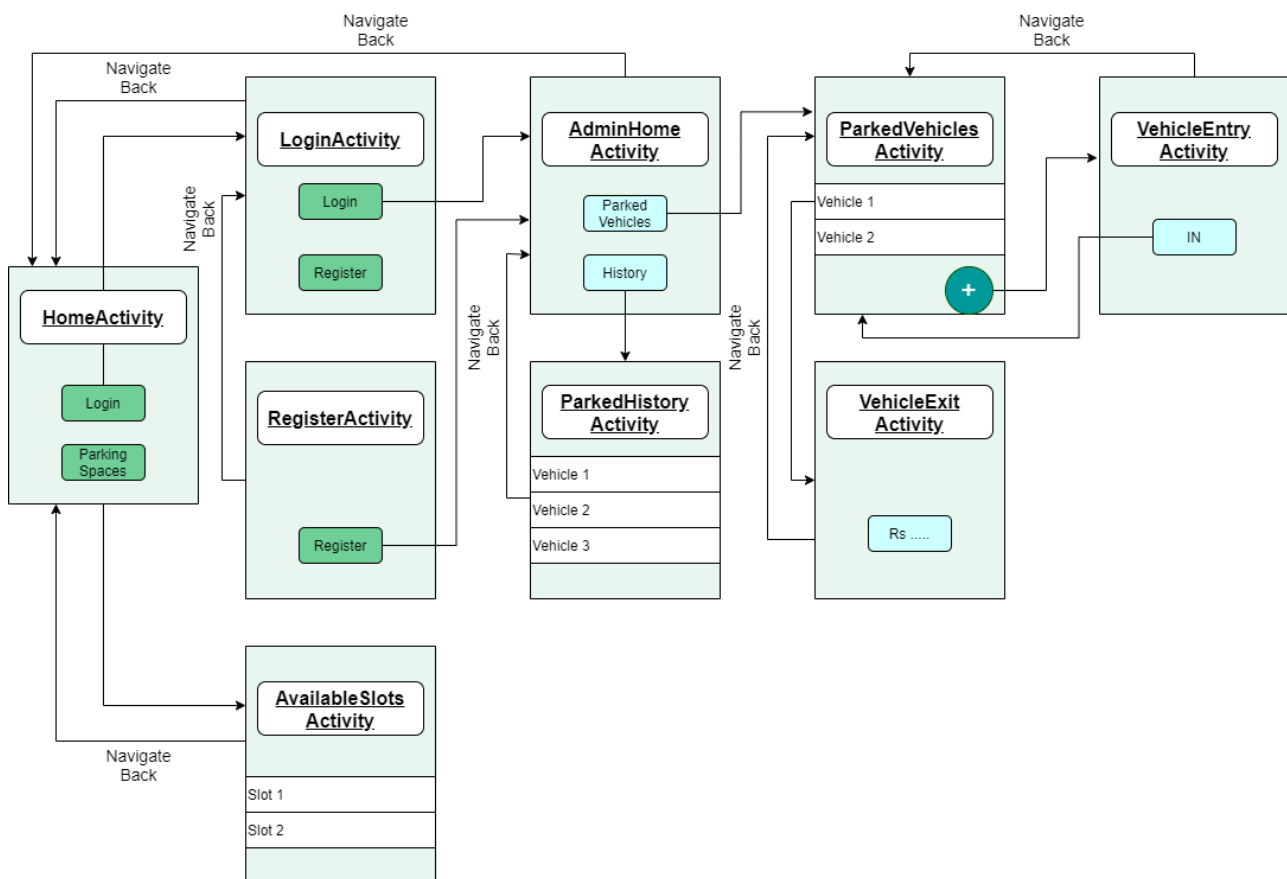 Navigate
Back
Navigate
Back
Navigate
Back
LoginActivity
Login
Register
AdminHome
Activity
Parked
Vehicles
History
ParkedVehicles
Activity
Vehicle 1
Vehicle 2
+
VehicleEntry
Activity
IN
Navigate
Back
HomeActivity
Login
Parking
Spaces
RegisterActivity
Register
Navigate
Back
ParkedHistory
Activity
Vehicle 1
Vehicle 2
Vehicle 3
Navigate
Back
VehicleExit
Activity
Rs .....
AvailableSlots
Activity
Slot 1
Slot 2
Navigate
Back